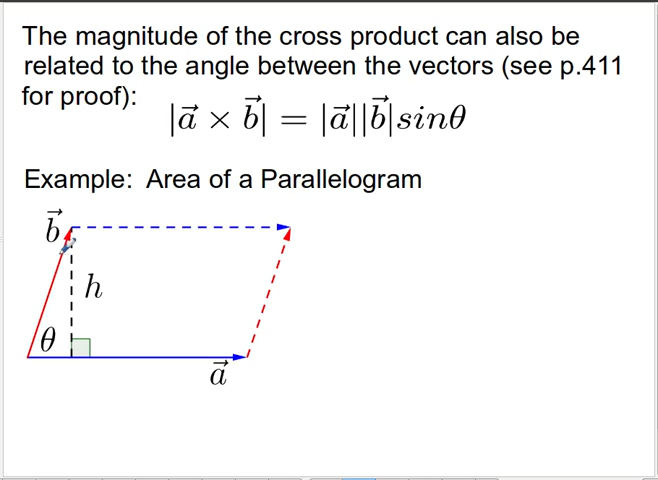 The magnitude of the cross product can also be
related to the angle between the vectors (see p.411
for proof):
|a⃗ × b⃗| = |a⃗||b⃗|sinθ
Example: Area of a Parallelogram
b⃗
h
θ
a⃗